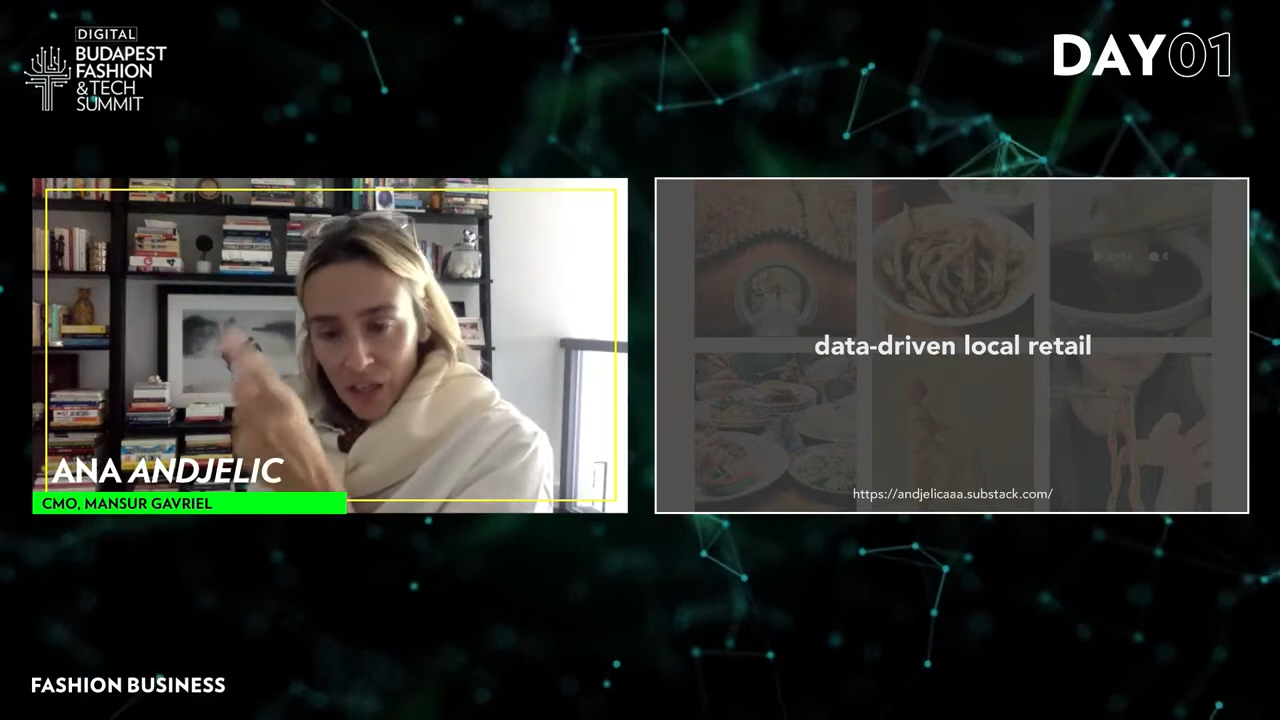 DIGITAL
BUDAPEST
FASHION
&TECH
SUMMIT
DAY01
ANA ANDJELIC
CMO, MANSUR GAVRIEL
data-driven local retail
https://andjelicaaa.substack.com/
FASHION BUSINESS